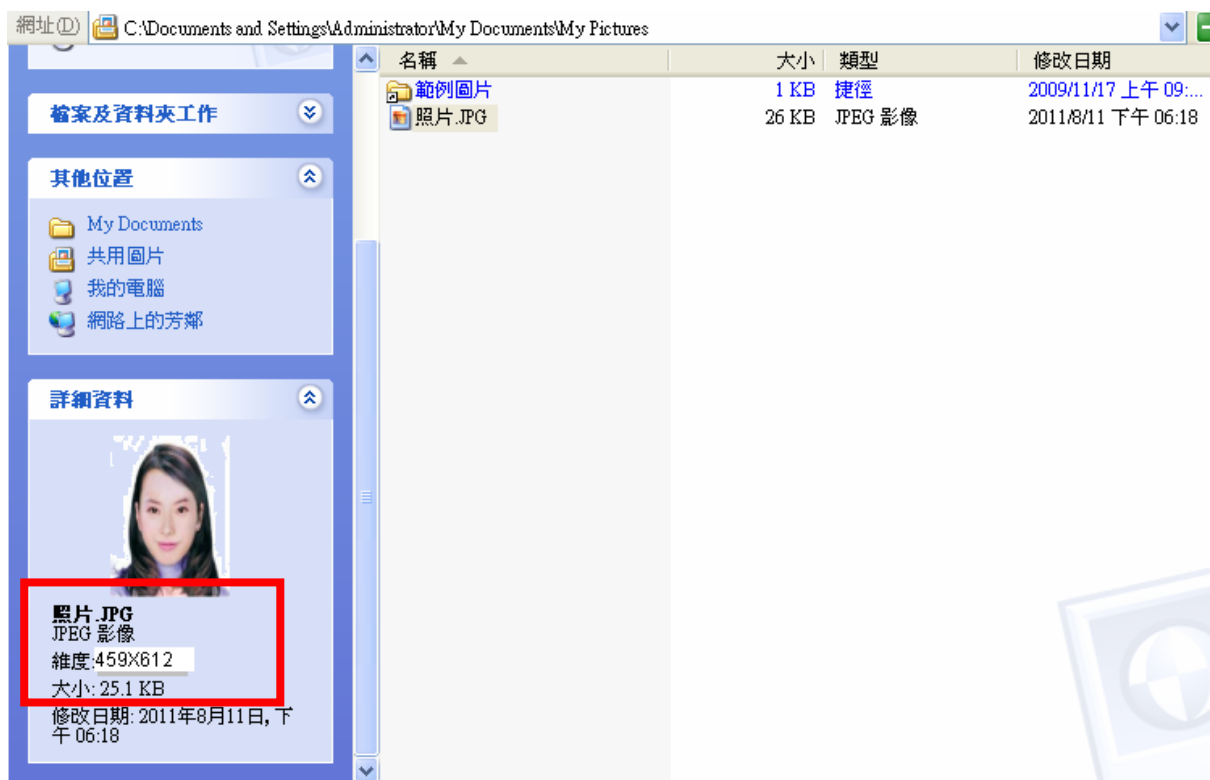 網址(D) C:\Documents and Settings\Administrator\My Documents\My Pictures
名稱 大小 類型 修改日期
範例圖片 1 KB 捷徑 2009/11/17 上午 09:...
照片.JPG 26 KB JPEG 影像 2011/8/11 下午 06:18
檔案及資料夾工作
其他位置
My Documents
共用圖片
我的電腦
網路上的芳鄰
詳細資料
照片.JPG
JPEG 影像
維度:459X612
大小: 25.1 KB
修改日期: 2011年8月11日, 下
午 06:18